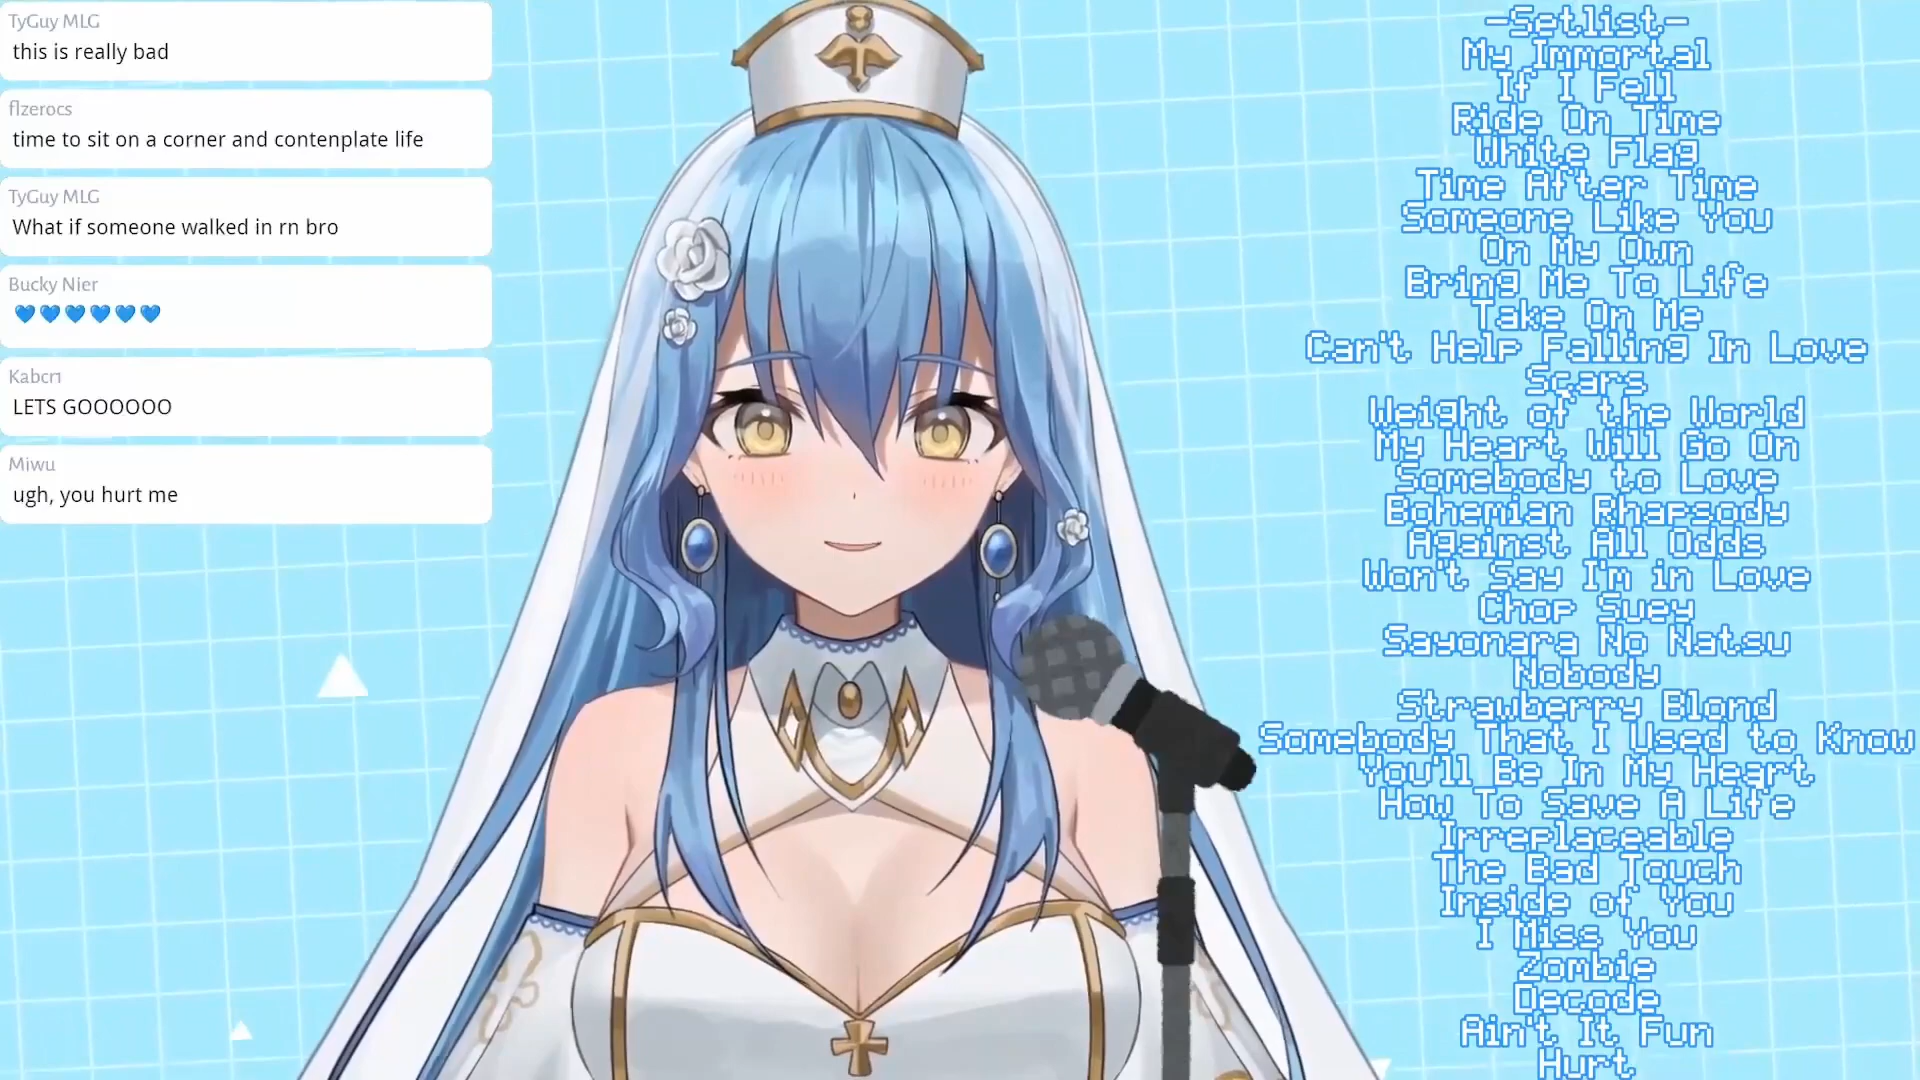 TyGuy MLG
this is really bad
flzerocs
time to sit on a corner and contenplate life
TyGuy MLG
What if someone walked in rn bro
Bucky Nier
💙💙💙💙💙💙
Kabcr1
LETS GOOOOOO
Miwu
ugh, you hurt me
-Setlist-
My Immortal
If I Fell
Ride On Time
White Flag
Time After Time
Someone Like You
On My Own
Bring Me To Life
Take On Me
Can't Help Falling In Love
Scars
Weight of the World
My Heart Will Go On
Somebody to Love
Bohemian Rhapsody
Against All Odds
Won't Say I'm in Love
Chop Suey
Sayonara No Natsu
Nobody
Strawberry Blond
Somebody That I Used to Know
You'll Be In My Heart
How To Save A Life
Irreplaceable
The Bad Touch
Inside of You
I Miss You
Zombie
Decode
Ain't It Fun
Hurt